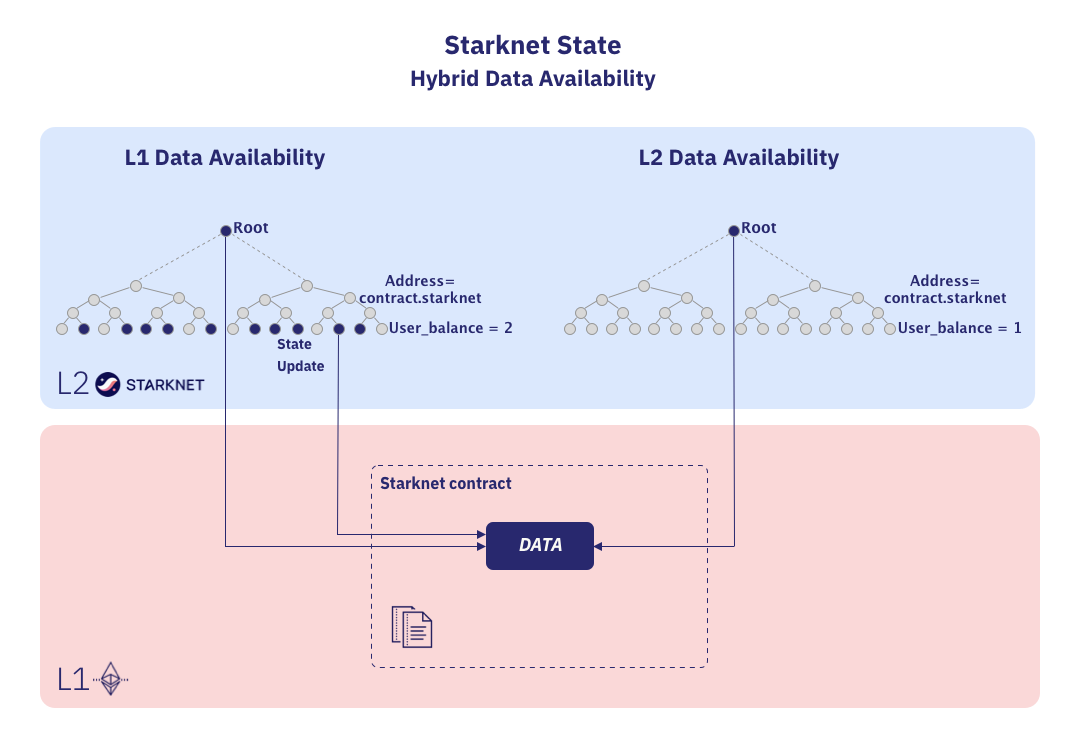 Starknet State
Hybrid Data Availability
L1 Data Availability
L2 Data Availability
Root
Root
Address=
contract.starknet
Address=
contract.starknet
User_balance = 2
User_balance = 1
State
Update
L2 STARKNET
Starknet contract
DATA
L1